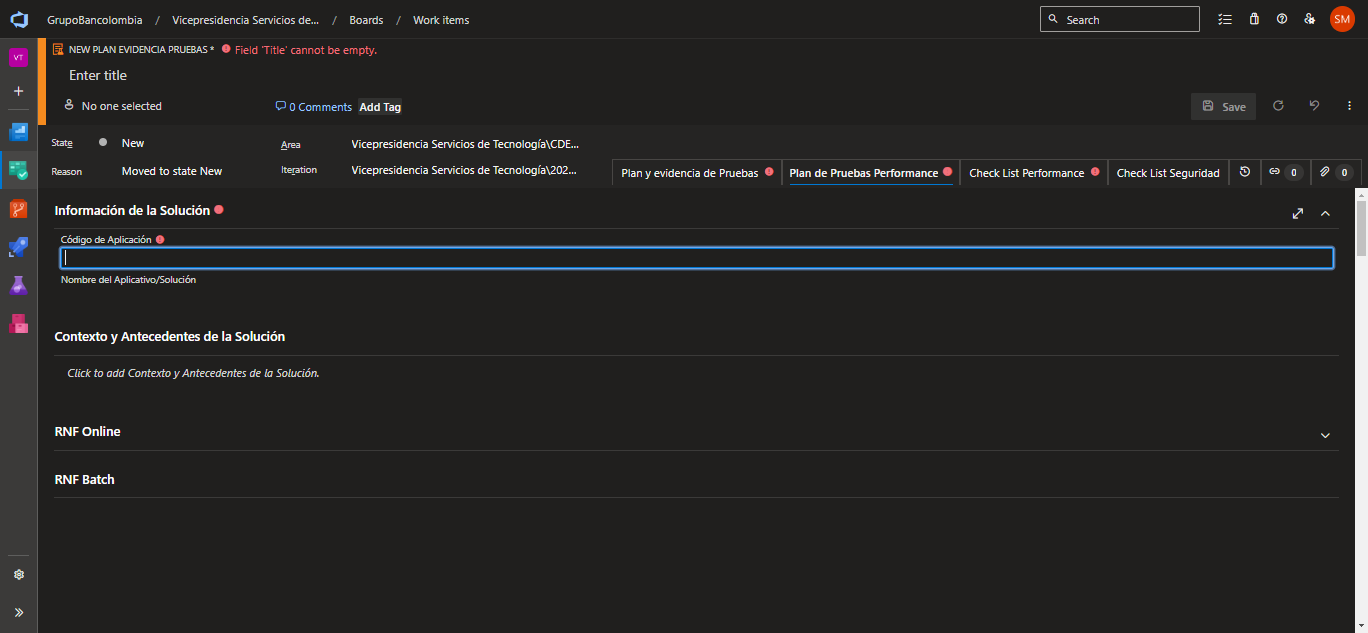 GrupoBancolombia / Vicepresidencia Servicios de... / Boards / Work items
Search
SM
VT
NEW PLAN EVIDENCIA PRUEBAS * Field 'Title' cannot be empty.
Enter title
No one selected
0 Comments Add Tag
Save
State New
Area Vicepresidencia Servicios de Tecnología\CDE...
Reason Moved to state New
Iteration Vicepresidencia Servicios de Tecnología\202...
Plan y evidencia de Pruebas
Plan de Pruebas Performance
Check List Performance
Check List Seguridad
0
0
Información de la Solución
Código de Aplicación
Nombre del Aplicativo/Solución
Contexto y Antecedentes de la Solución
Click to add Contexto y Antecedentes de la Solución.
RNF Online
RNF Batch